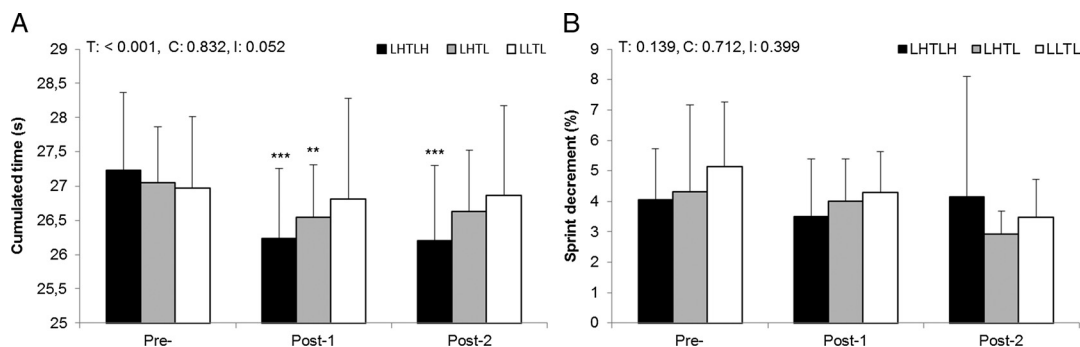 A
T: < 0.001, C: 0.832, I: 0.052
LHTLH LHTL LLTL
Cumulated time (s)
29
28,5
28
27,5
27
26,5
26
25,5
25
*** ** ***
Pre- Post-1 Post-2
B
T: 0.139, C: 0.712, I: 0.399
LHTLH LHTL LLTL
Sprint decrement (%)
9
8
7
6
5
4
3
2
1
0
Pre- Post-1 Post-2